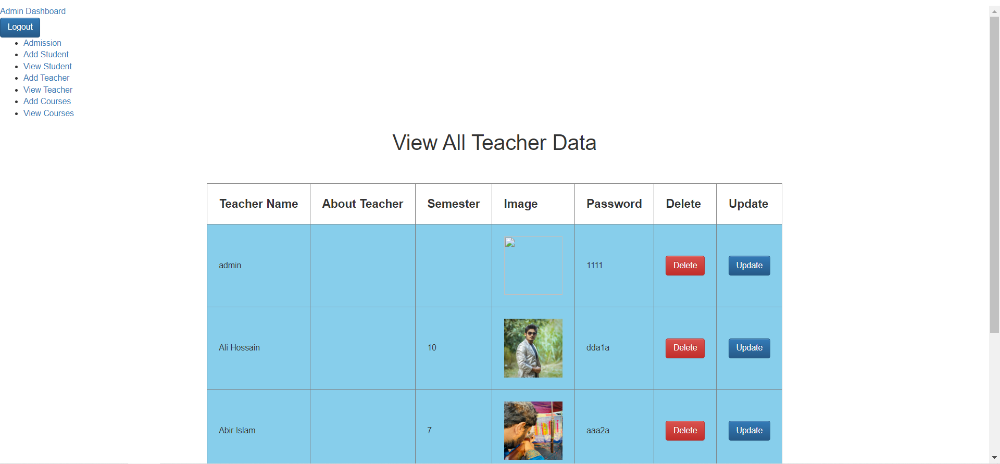 Admin Dashboard
Logout
Admission
Add Student
View Student
Add Teacher
View Teacher
Add Courses
View Courses
View All Teacher Data
Teacher Name About Teacher Semester Image Password Delete Update
admin 1111 Delete Update
Ali Hossain 10 dda1a Delete Update
Abir Islam 7 aaa2a Delete Update